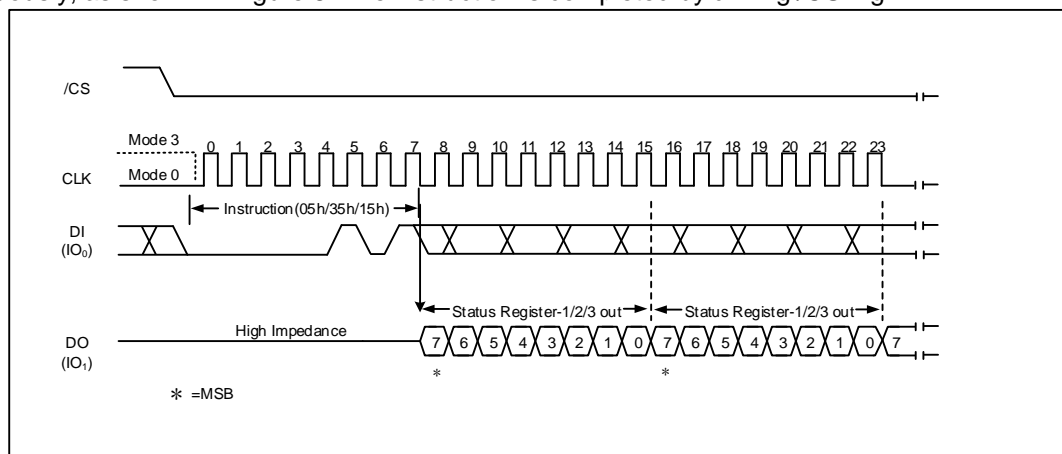 /CS
Mode 3
0 1 2 3 4 5 6 7 8 9 10 11 12 13 14 15 16 17 18 19 20 21 22 23
CLK
Mode 0
Instruction(05h/35h/15h)
DI
(IO₀)
Status Register-1/2/3 out Status Register-1/2/3 out
High Impedance
DO
(IO₁)
7 6 5 4 3 2 1 0 7 6 5 4 3 2 1 0 7
* *
* =MSB